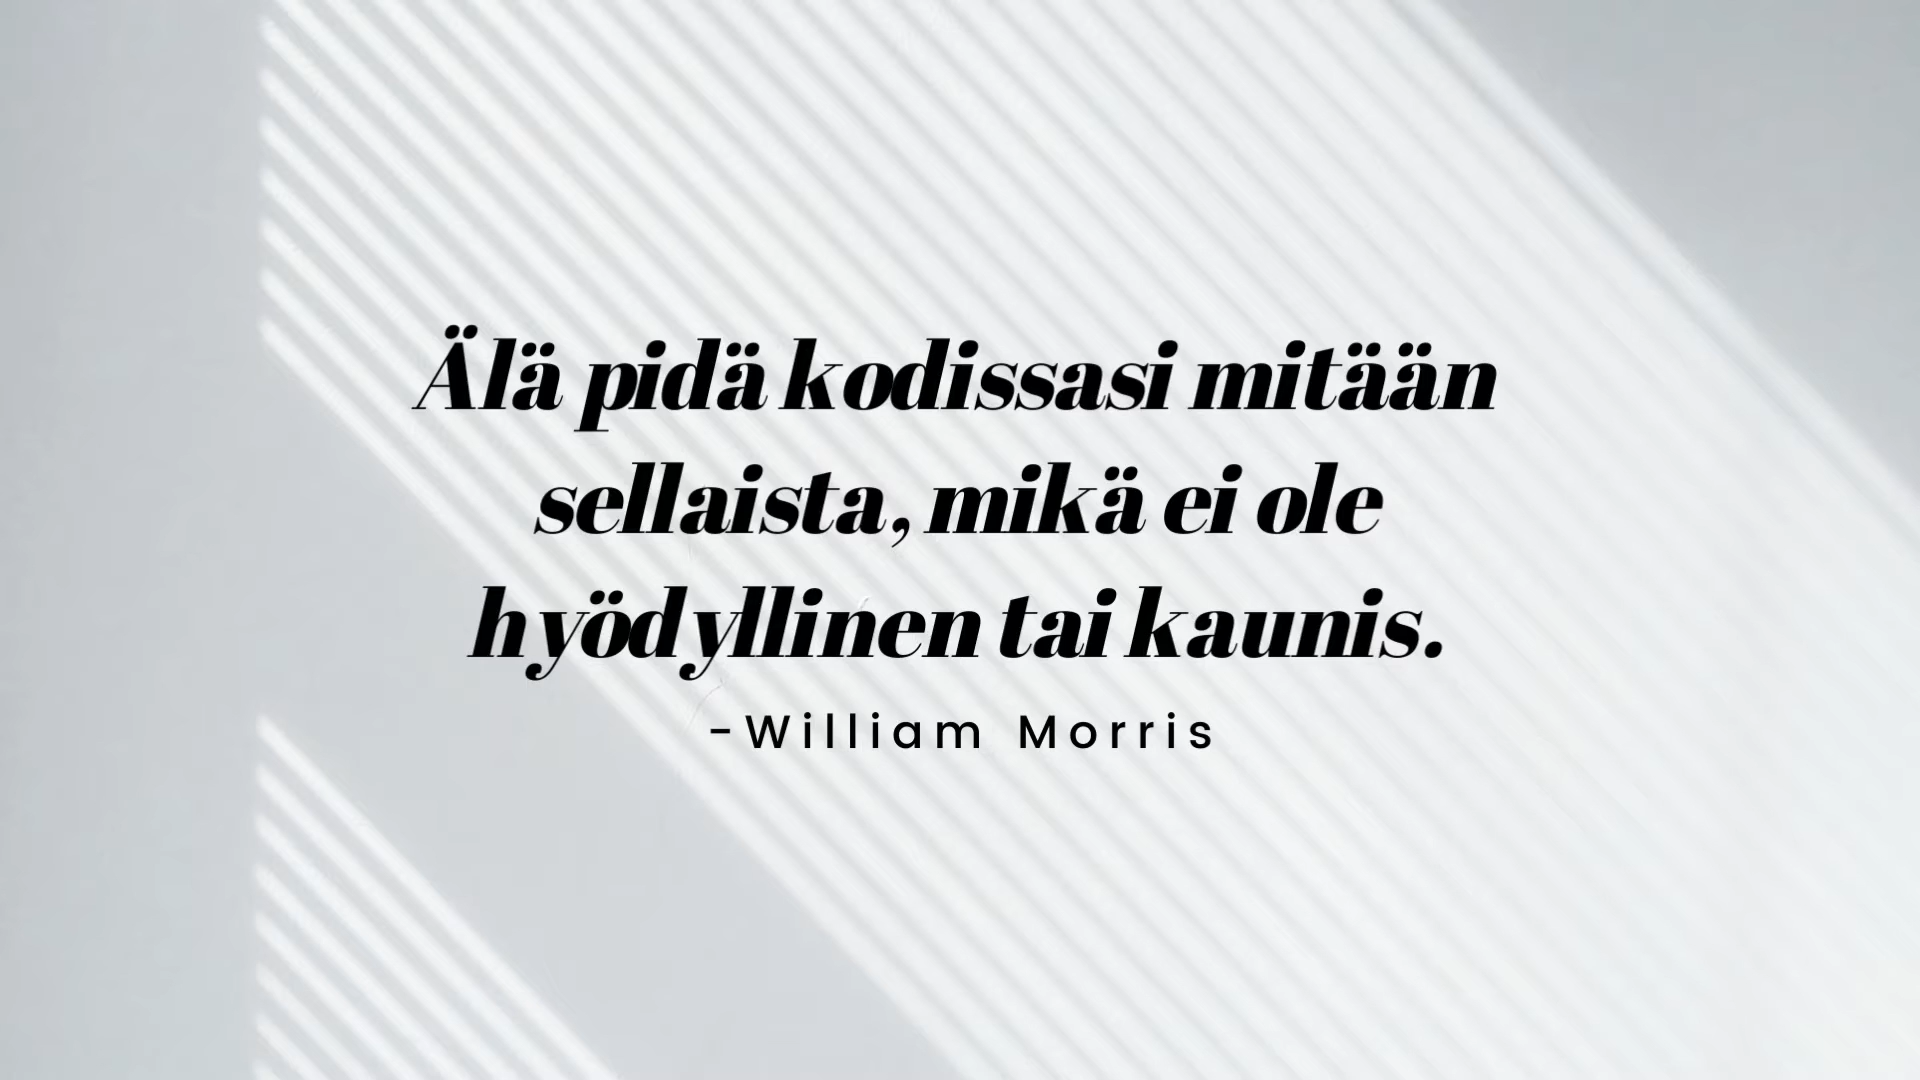 Älä pidä kodissasi mitään
sellaista, mikä ei ole
hyödyllinen tai kaunis.
-William Morris